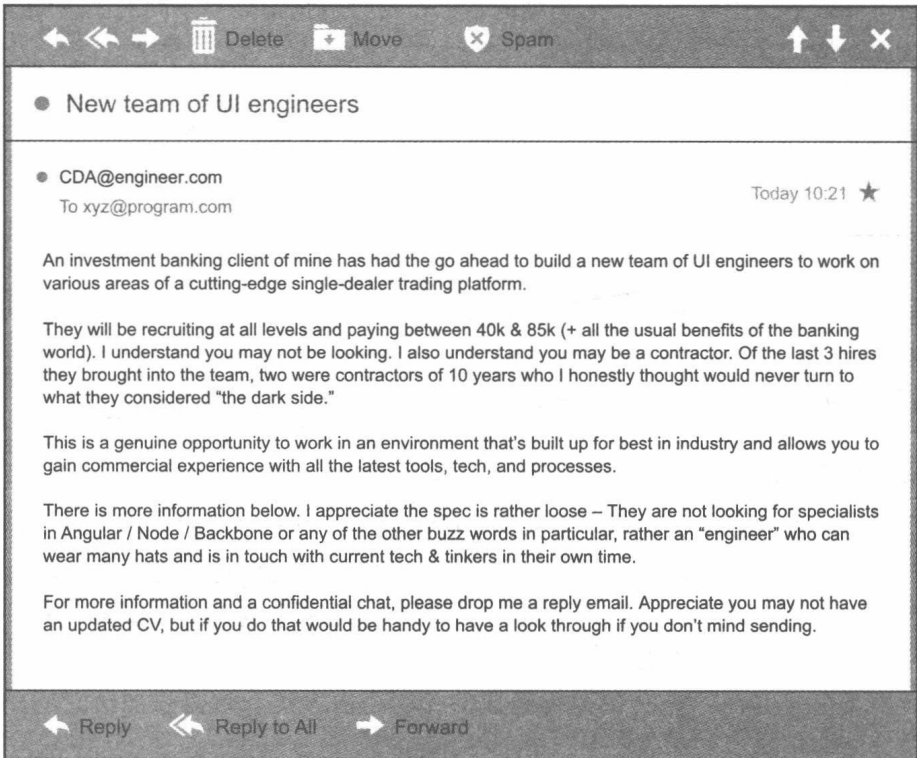 Delete Move Spam
New team of UI engineers
CDA@engineer.com
To xyz@program.com
Today 10:21
An investment banking client of mine has had the go ahead to build a new team of UI engineers to work on
various areas of a cutting-edge single-dealer trading platform.
They will be recruiting at all levels and paying between 40k & 85k (+ all the usual benefits of the banking
world). I understand you may not be looking. I also understand you may be a contractor. Of the last 3 hires
they brought into the team, two were contractors of 10 years who I honestly thought would never turn to
what they considered “the dark side.”
This is a genuine opportunity to work in an environment that’s built up for best in industry and allows you to
gain commercial experience with all the latest tools, tech, and processes.
There is more information below. I appreciate the spec is rather loose – They are not looking for specialists
in Angular / Node / Backbone or any of the other buzz words in particular, rather an “engineer” who can
wear many hats and is in touch with current tech & tinkers in their own time.
For more information and a confidential chat, please drop me a reply email. Appreciate you may not have
an updated CV, but if you do that would be handy to have a look through if you don’t mind sending.
Reply Reply to All Forward